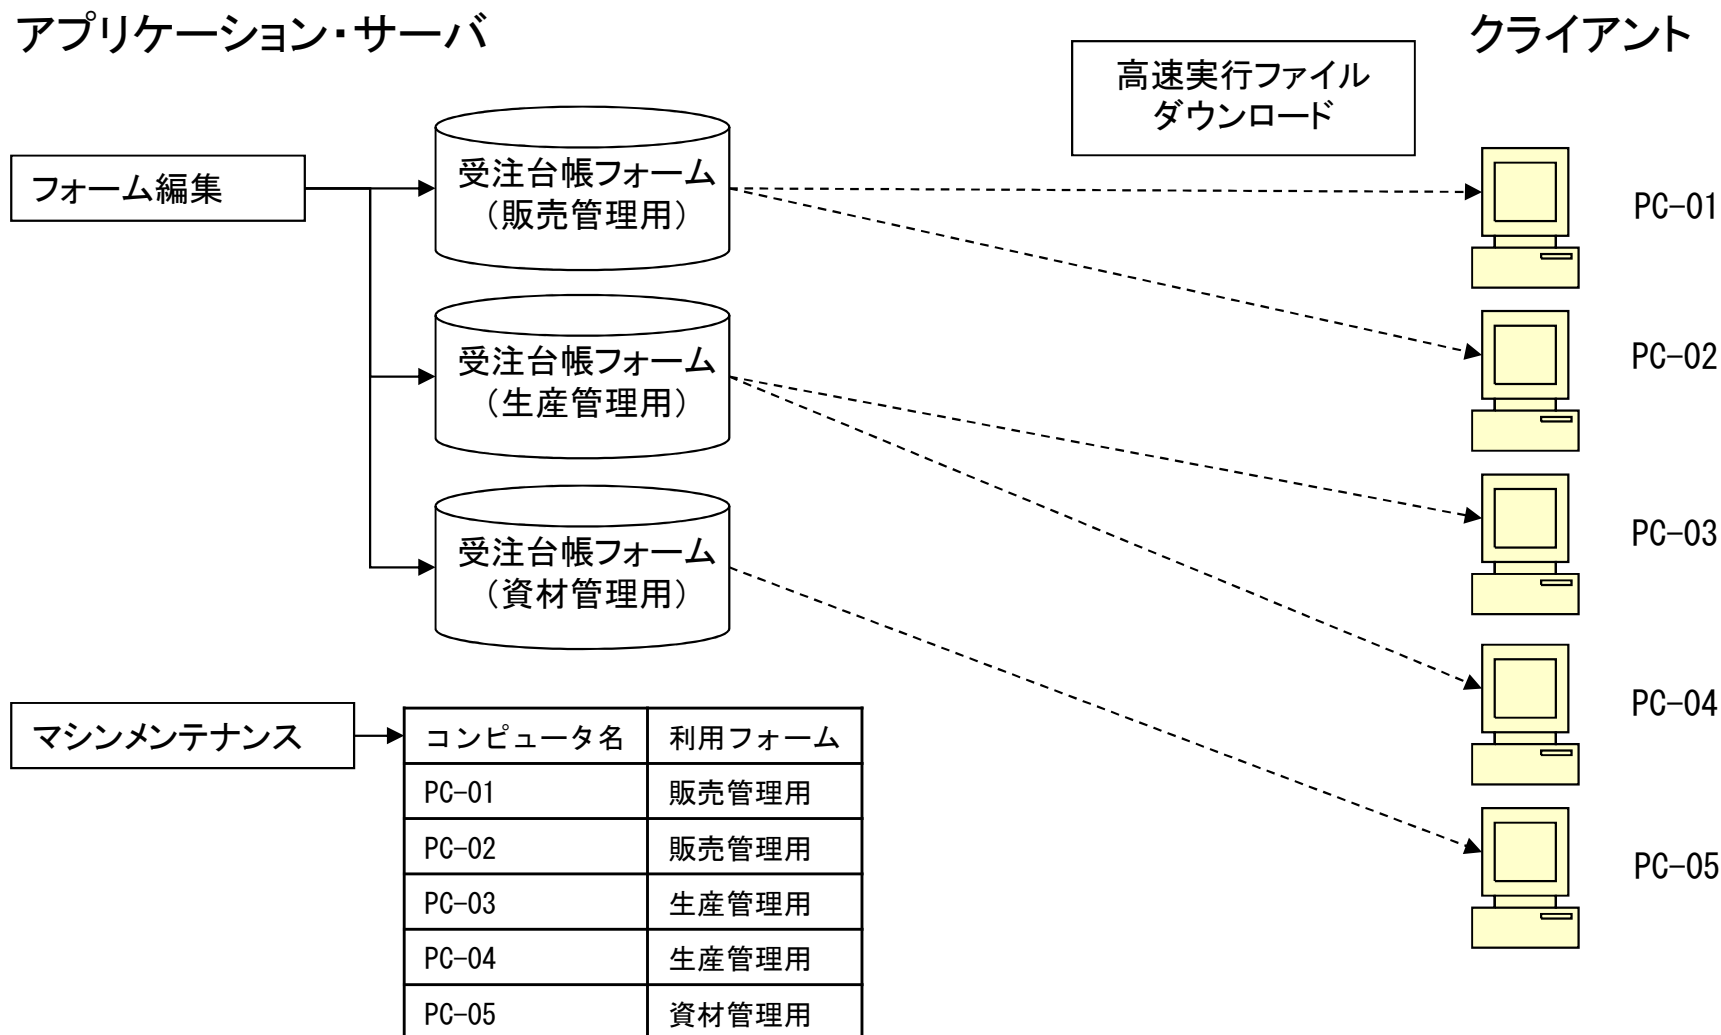 アプリケーション・サーバ
クライアント
高速実行ファイル
ダウンロード
フォーム編集
受注台帳フォーム
（販売管理用）
受注台帳フォーム
（生産管理用）
受注台帳フォーム
（資材管理用）
PC-01
PC-02
PC-03
PC-04
PC-05
マシンメンテナンス
コンピュータ名 利用フォーム
PC-01 販売管理用
PC-02 販売管理用
PC-03 生産管理用
PC-04 生産管理用
PC-05 資材管理用